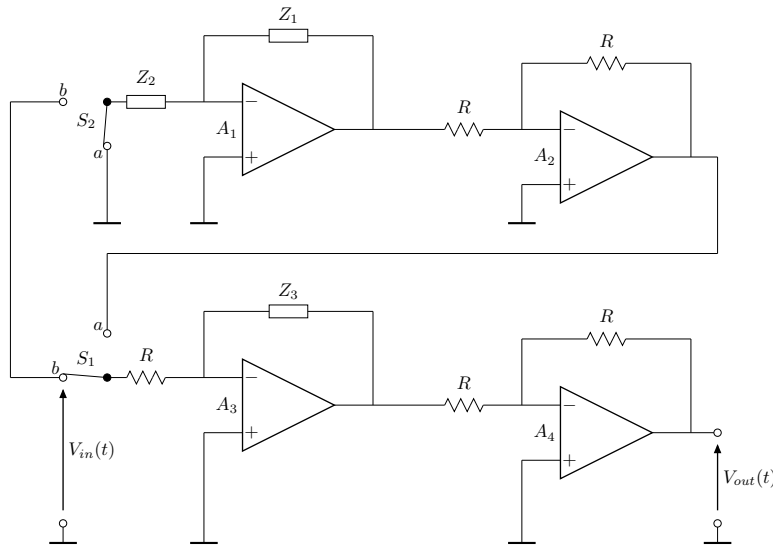 Z1
R
Z2
b
S2
a
A1
−
+
R
A2
−
+
a
Z3
R
b
S1
R
A3
−
+
R
A4
−
+
Vin(t)
Vout(t)